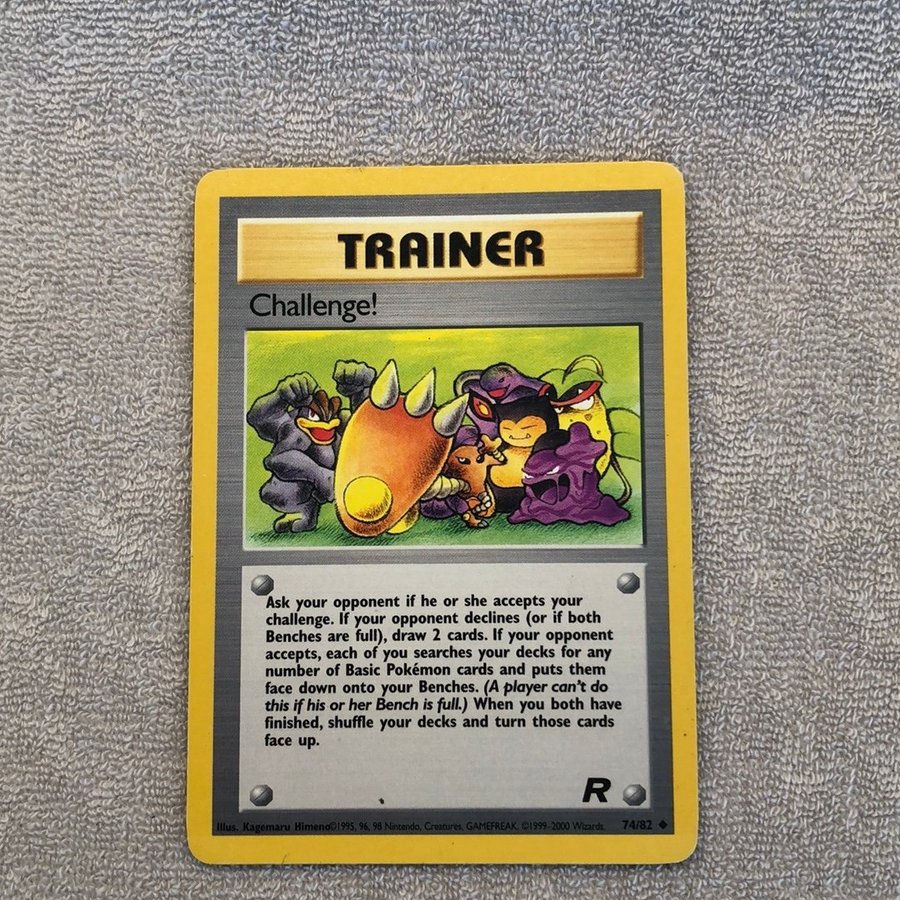 TRAINER
Challenge!
Ask your opponent if he or she accepts your
challenge. If your opponent declines (or if both
Benches are full), draw 2 cards. If your opponent
accepts, each of you searches your decks for any
number of Basic Pokémon cards and puts them
face down onto your Benches. (A player can't do
this if his or her Bench is full.) When you both have
finished, shuffle your decks and turn those cards
face up.
R
Illus. Kagemaru Himeno ©1995, 96, 98 Nintendo, Creatures, GAMEFREAK. ©1999-2000 Wizards. 74/82